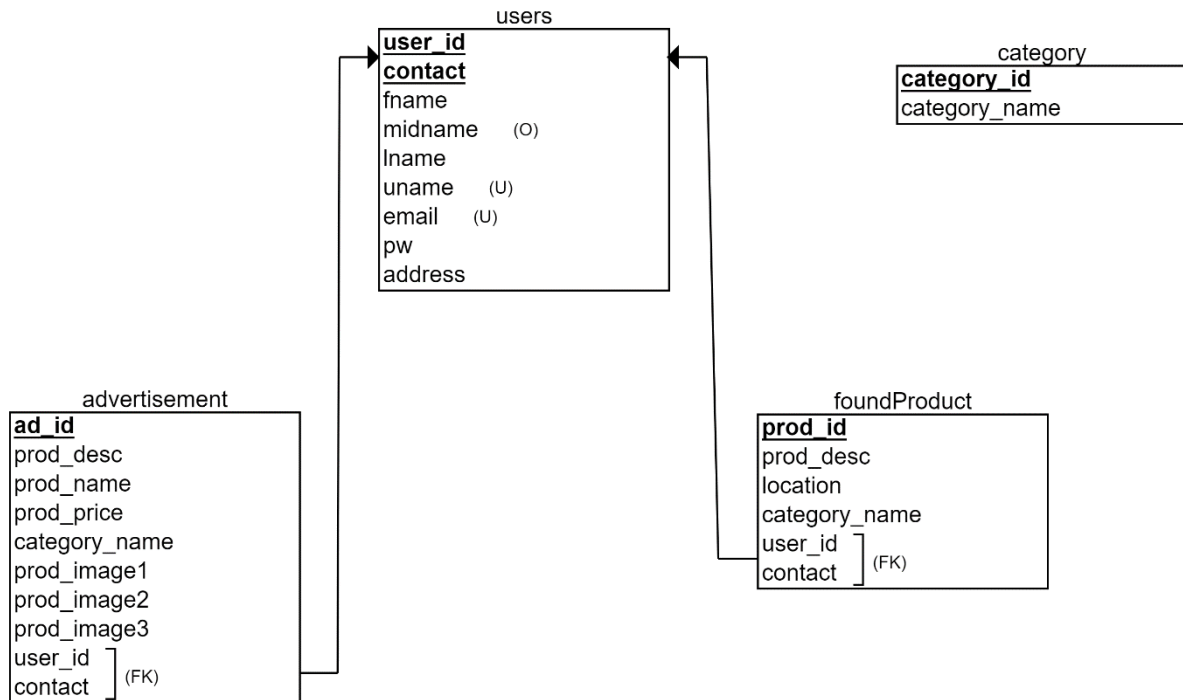 users
user_id
contact
fname
midname (O)
lname
uname (U)
email (U)
pw
address
category
category_id
category_name
advertisement
ad_id
prod_desc
prod_name
prod_price
category_name
prod_image1
prod_image2
prod_image3
user_id
contact
(FK)
foundProduct
prod_id
prod_desc
location
category_name
user_id
contact
(FK)